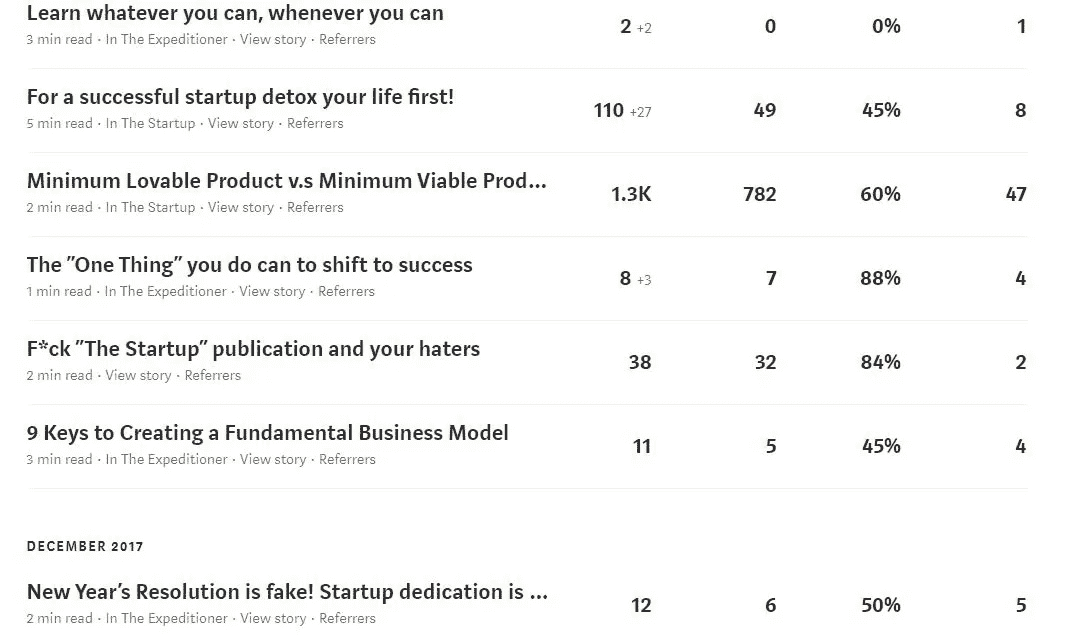 Learn whatever you can, whenever you can 2 +2 0 0% 1
3 min read · In The Expeditioner · View story · Referrers
For a successful startup detox your life first! 110 +27 49 45% 8
5 min read · In The Startup · View story · Referrers
Minimum Lovable Product v.s Minimum Viable Prod... 1.3K 782 60% 47
2 min read · In The Startup · View story · Referrers
The "One Thing" you do can to shift to success 8 +3 7 88% 4
1 min read · In The Expeditioner · View story · Referrers
F*ck "The Startup" publication and your haters 38 32 84% 2
2 min read · View story · Referrers
9 Keys to Creating a Fundamental Business Model 11 5 45% 4
3 min read · In The Expeditioner · View story · Referrers
DECEMBER 2017
New Year's Resolution is fake! Startup dedication is ... 12 6 50% 5
2 min read · In The Expeditioner · View story · Referrers